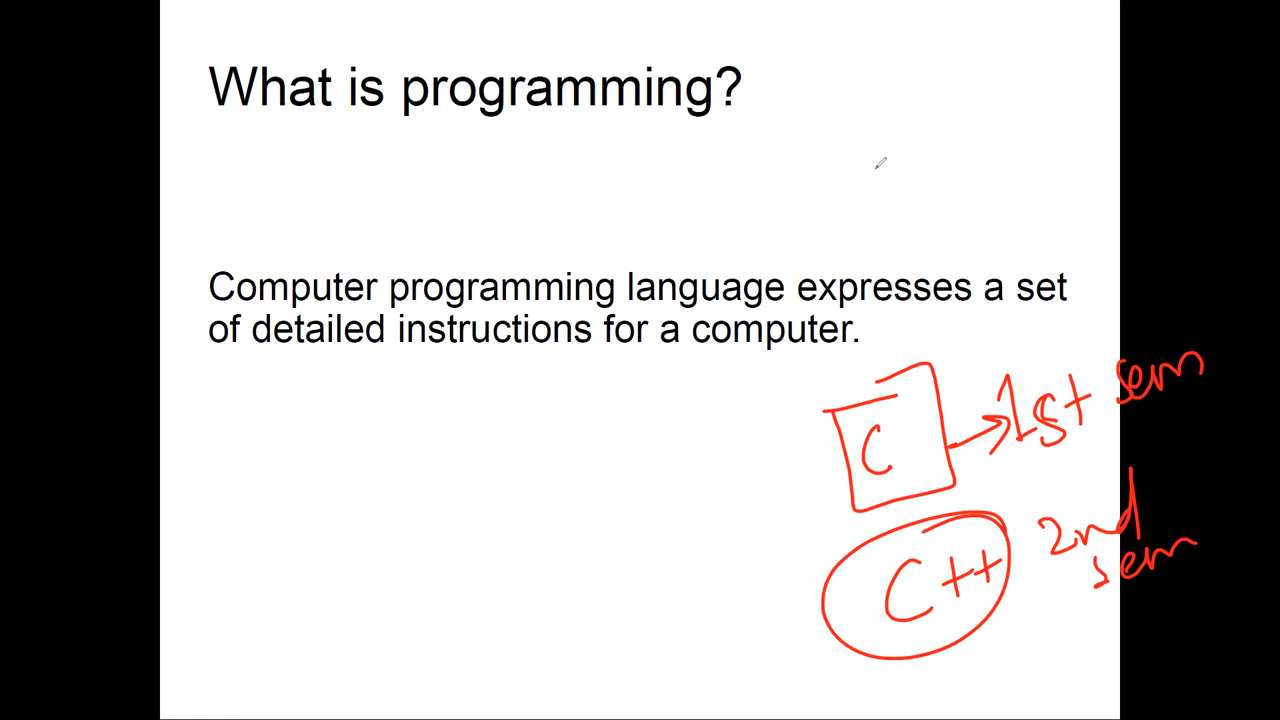 What is programming?
Computer programming language expresses a set
of detailed instructions for a computer.
C 1st sem
C++ 2nd
sem